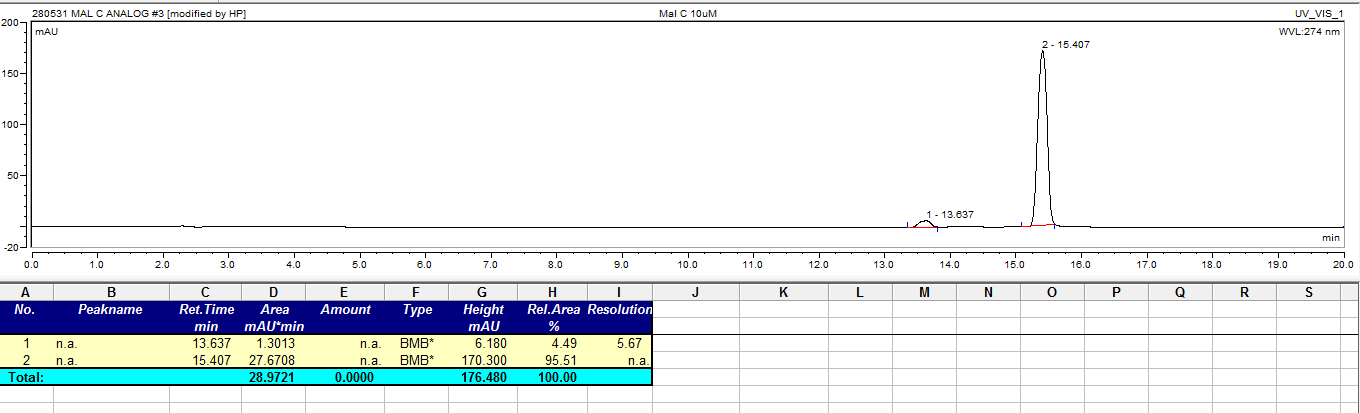 280531 MAL C ANALOG #3 [modified by HP] Mal C 10uM UV_VIS_1
200 mAU WVL:274 nm
2 - 15.407
150
100
50
1 - 13.637
-20 min
0.0 1.0 2.0 3.0 4.0 5.0 6.0 7.0 8.0 9.0 10.0 11.0 12.0 13.0 14.0 15.0 16.0 17.0 18.0 19.0 20.0
A B C D E F G H I J K L M N O P Q R S
No. Peakname Ret.Time Area Amount Type Height Rel.Area Resolution
min mAU*min mAU %
1 n.a. 13.637 1.3013 n.a. BMB* 6.180 4.49 5.67
2 n.a. 15.407 27.6708 n.a. BMB* 170.300 95.51 n.a.
Total: 28.9721 0.0000 176.480 100.00